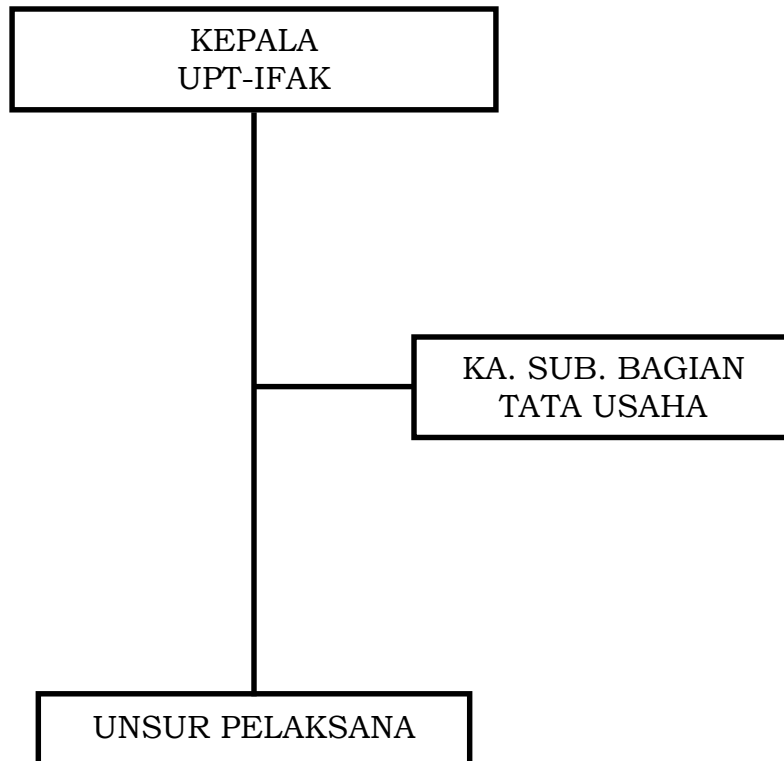 KEPALA
UPT-IFAK
KA. SUB. BAGIAN
TATA USAHA
UNSUR PELAKSANA